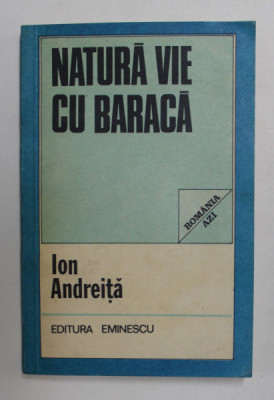 NATURĂ VIE
CU BARACĂ
ROMÂNIA
AZI
Ion
Andreiță
EDITURA EMINESCU